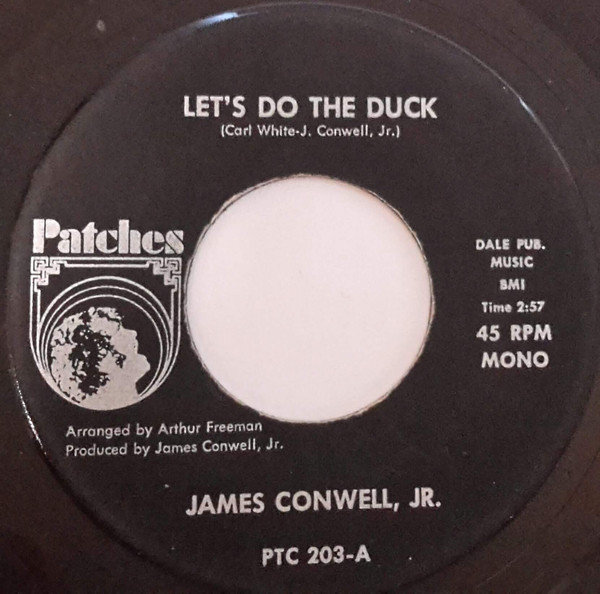 LET'S DO THE DUCK
(Carl White-J. Conwell, Jr.)
Patches
DALE PUB.
MUSIC
BMI
Time 2:57
45 RPM
MONO
Arranged by Arthur Freeman
Produced by James Conwell, Jr.
JAMES CONWELL, JR.
PTC 203-A